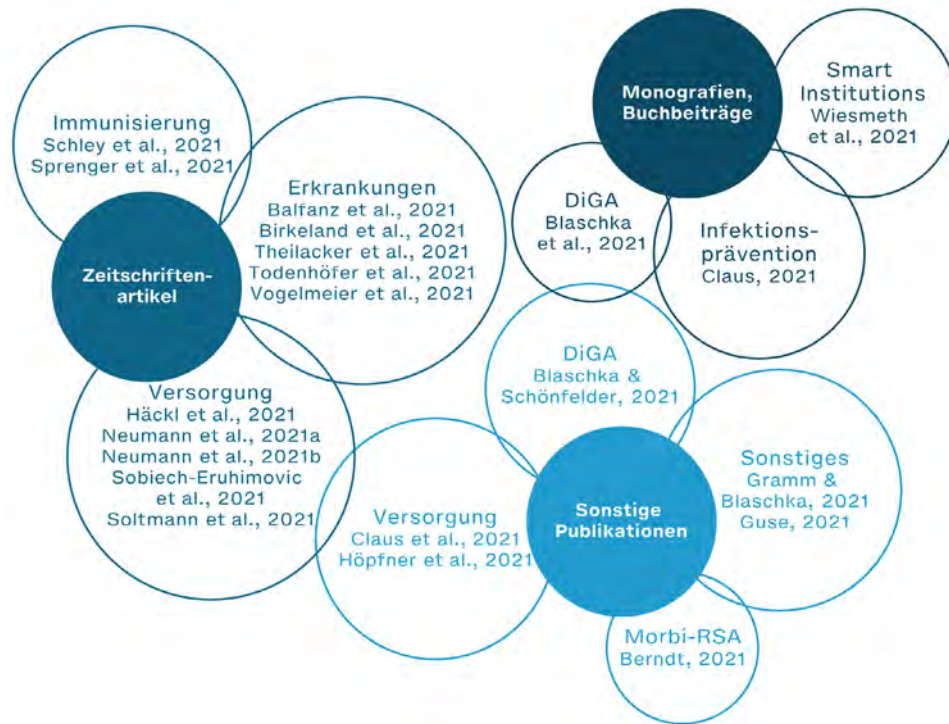 Immunisierung
Schley et al., 2021
Sprenger et al., 2021
Erkrankungen
Balfanz et al., 2021
Birkeland et al., 2021
Theilacker et al., 2021
Todenhöfer et al., 2021
Vogelmeier et al., 2021
Zeitschriften-
artikel
Versorgung
Häckl et al., 2021
Neumann et al., 2021a
Neumann et al., 2021b
Sobiech-Eruhimovic
et al., 2021
Soltmann et al., 2021
Monografien,
Buchbeiträge
Smart
Institutions
Wiesmeth
et al., 2021
DiGA
Blaschka
et al., 2021
Infektions-
prävention
Claus, 2021
DiGA
Blaschka &
Schönfelder, 2021
Sonstiges
Gramm &
Blaschka, 2021
Guse, 2021
Sonstige
Publikationen
Versorgung
Claus et al., 2021
Höpfner et al., 2021
Morbi-RSA
Berndt, 2021